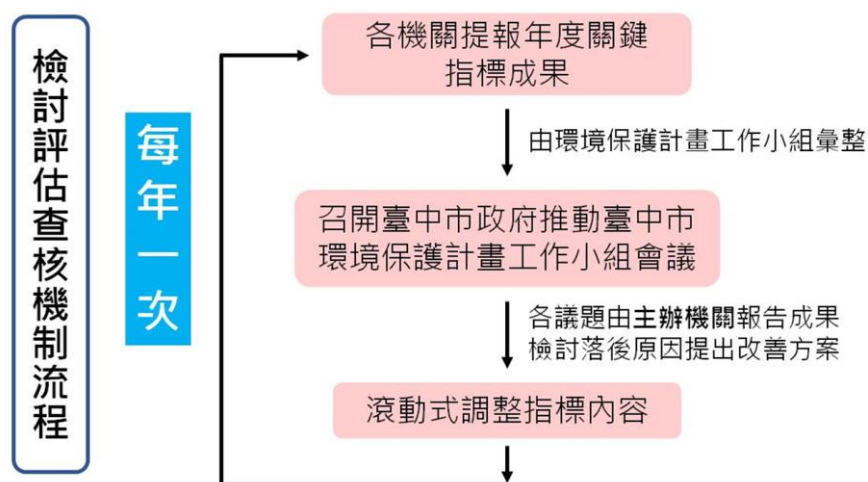 檢討評估查核機制流程
每年一次
各機關提報年度關鍵
指標成果
由環境保護計畫工作小組彙整
召開臺中市政府推動臺中市
環境保護計畫工作小組會議
各議題由主辦機關報告成果
檢討落後原因提出改善方案
滾動式調整指標內容